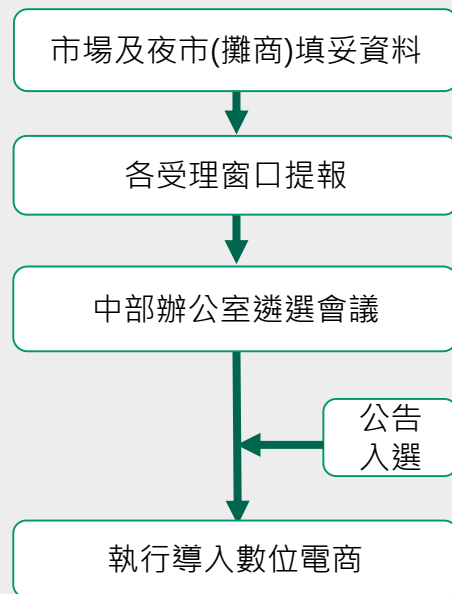 市場及夜市(攤商)填妥資料
各受理窗口提報
中部辦公室遴選會議
公告
入選
執行導入數位電商